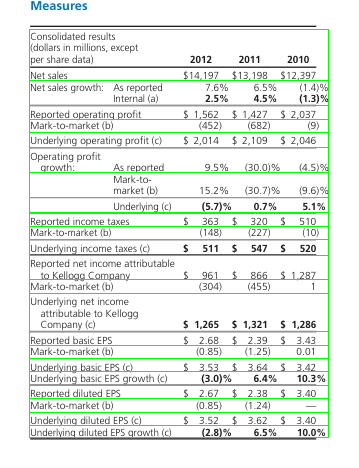 Measures
Consolidated results
(dollars in millions, except
per share data) 2012 2011 2010
Net sales $14,197 $13,198 $12,397
Net sales growth: As reported 7.6% 6.5% (1.4)%
Internal (a) 2.5% 4.5% (1.3)%
Reported operating profit $ 1,562 $ 1,427 $ 2,037
Mark-to-market (b) (452) (682) (9)
Underlying operating profit (c) $ 2,014 $ 2,109 $ 2,046
Operating profit
growth: As reported 9.5% (30.0)% (4.5)%
Mark-to-
market (b) 15.2% (30.7)% (9.6)%
Underlying (c) (5.7)% 0.7% 5.1%
Reported income taxes $ 363 $ 320 $ 510
Mark-to-market (b) (148) (227) (10)
Underlying income taxes (c) $ 511 $ 547 $ 520
Reported net income attributable
to Kellogg Company $ 961 $ 866 $ 1,287
Mark-to-market (b) (304) (455) 1
Underlying net income
attributable to Kellogg
Company (c) $ 1,265 $ 1,321 $ 1,286
Reported basic EPS $ 2.68 $ 2.39 $ 3.43
Mark-to-market (b) (0.85) (1.25) 0.01
Underlying basic EPS (c) $ 3.53 $ 3.64 $ 3.42
Underlying basic EPS growth (c) (3.0)% 6.4% 10.3%
Reported diluted EPS $ 2.67 $ 2.38 $ 3.40
Mark-to-market (b) (0.85) (1.24) —
Underlying diluted EPS (c) $ 3.52 $ 3.62 $ 3.40
Underlying diluted EPS growth (c) (2.8)% 6.5% 10.0%